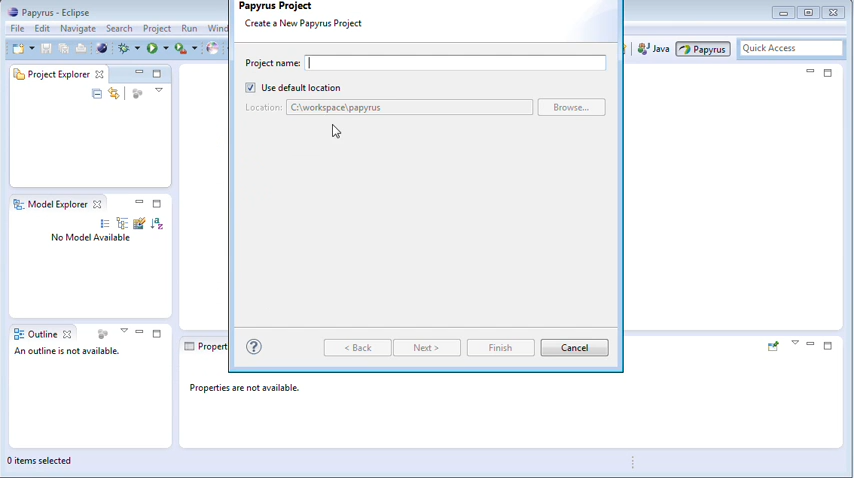 Papyrus - Eclipse
Papyrus Project
Create a New Papyrus Project
File Edit Navigate Search Project Run
Java Papyrus Quick Access
Project Explorer
Project name:
Use default location
Location: C:\workspace\papyrus Browse...
Model Explorer
No Model Available
Outline
An outline is not available.
? < Back Next > Finish Cancel
Properties are not available.
0 items selected